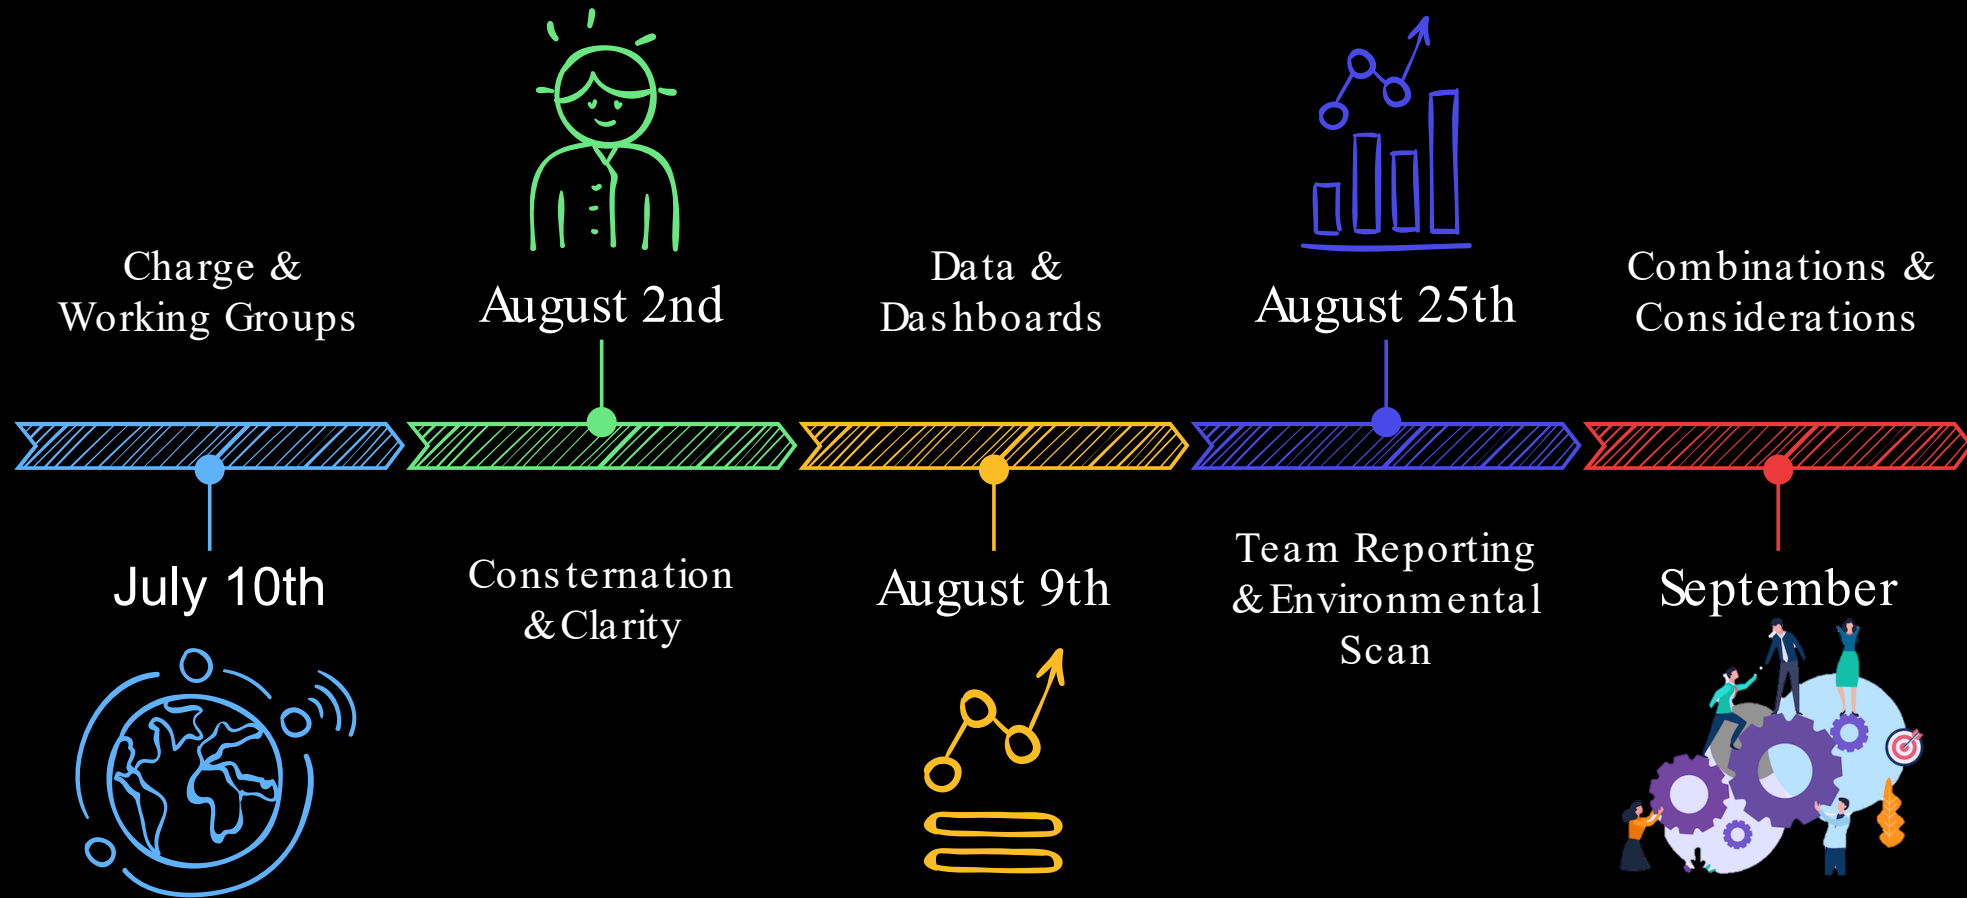 Charge &
Working Groups
July 10th
August 2nd
Consternation
& Clarity
Data &
Dashboards
August 9th
August 25th
Team Reporting
& Environmental
Scan
Combinations &
Considerations
September